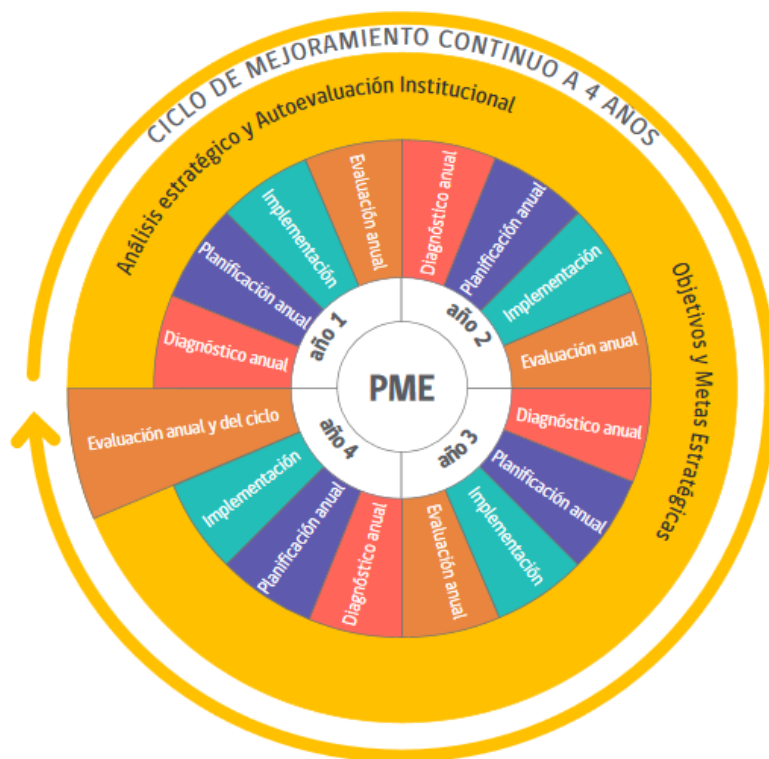 CICLO DE MEJORAMIENTO CONTINUO A 4 AÑOS
Análisis estratégico y Autoevaluación Institucional
Objetivos y Metas Estratégicas
PME
año 1
Diagnóstico anual
Planificación anual
Implementación
Evaluación anual
año 2
Diagnóstico anual
Planificación anual
Implementación
Evaluación anual
año 3
Diagnóstico anual
Planificación anual
Implementación
Evaluación anual
año 4
Diagnóstico anual
Planificación anual
Implementación
Evaluación anual y del ciclo